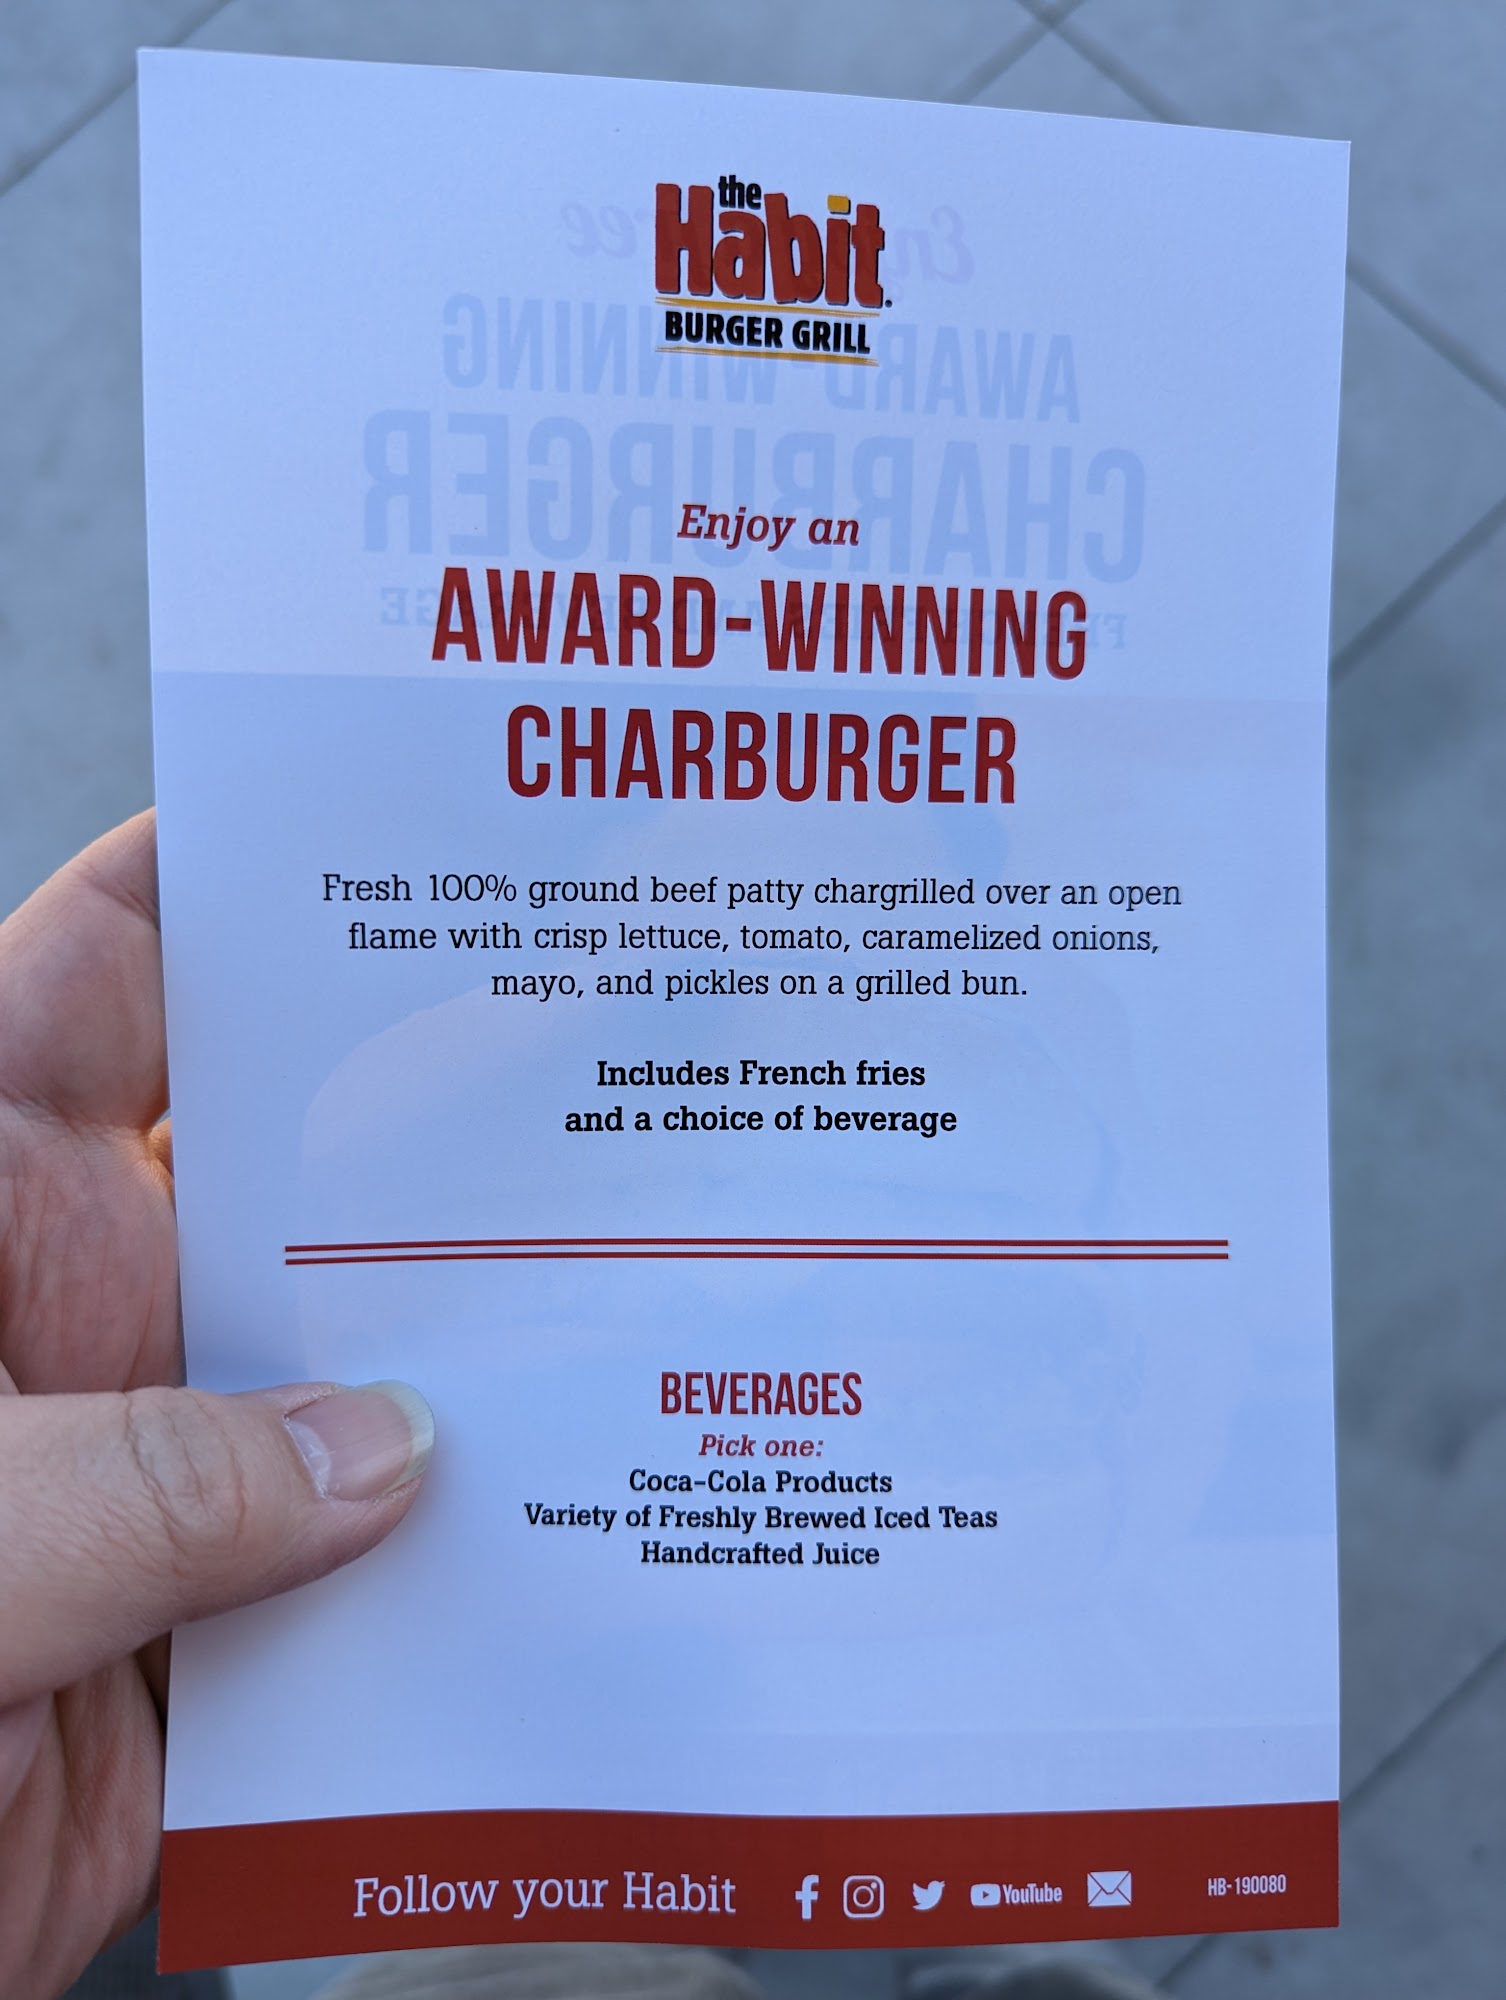 the
Habit
BURGER GRILL
Enjoy an
AWARD-WINNING
CHARBURGER
Fresh 100% ground beef patty chargrilled over an open
flame with crisp lettuce, tomato, caramelized onions,
mayo, and pickles on a grilled bun.
Includes French fries
and a choice of beverage
BEVERAGES
Pick one:
Coca-Cola Products
Variety of Freshly Brewed Iced Teas
Handcrafted Juice
Follow your Habit
YouTube
HB-190080